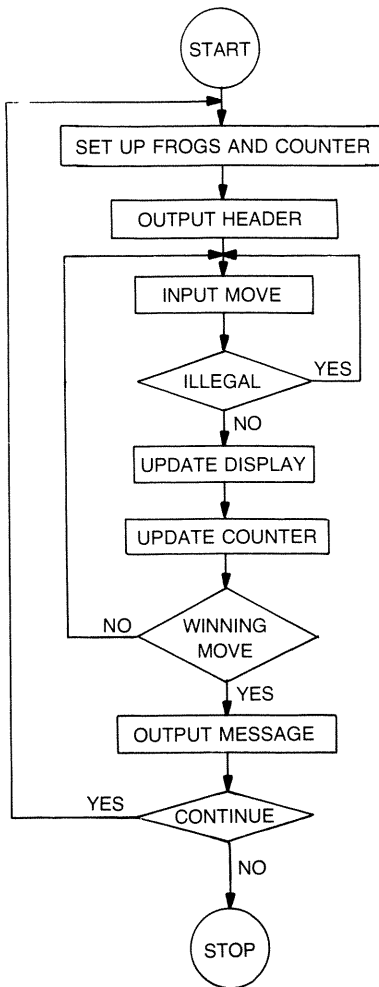 START
SET UP FROGS AND COUNTER
OUTPUT HEADER
INPUT MOVE
ILLEGAL
YES
NO
UPDATE DISPLAY
UPDATE COUNTER
NO
WINNING
MOVE
YES
OUTPUT MESSAGE
YES
CONTINUE
NO
STOP